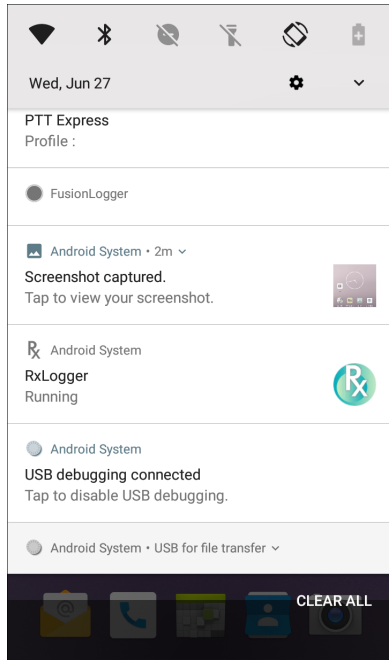 Wed, Jun 27
PTT Express
Profile :
FusionLogger
Android System • 2m
Screenshot captured.
Tap to view your screenshot.
Rx Android System
RxLogger
Running
Rx
Android System
USB debugging connected
Tap to disable USB debugging.
Android System • USB for file transfer
CLEAR ALL